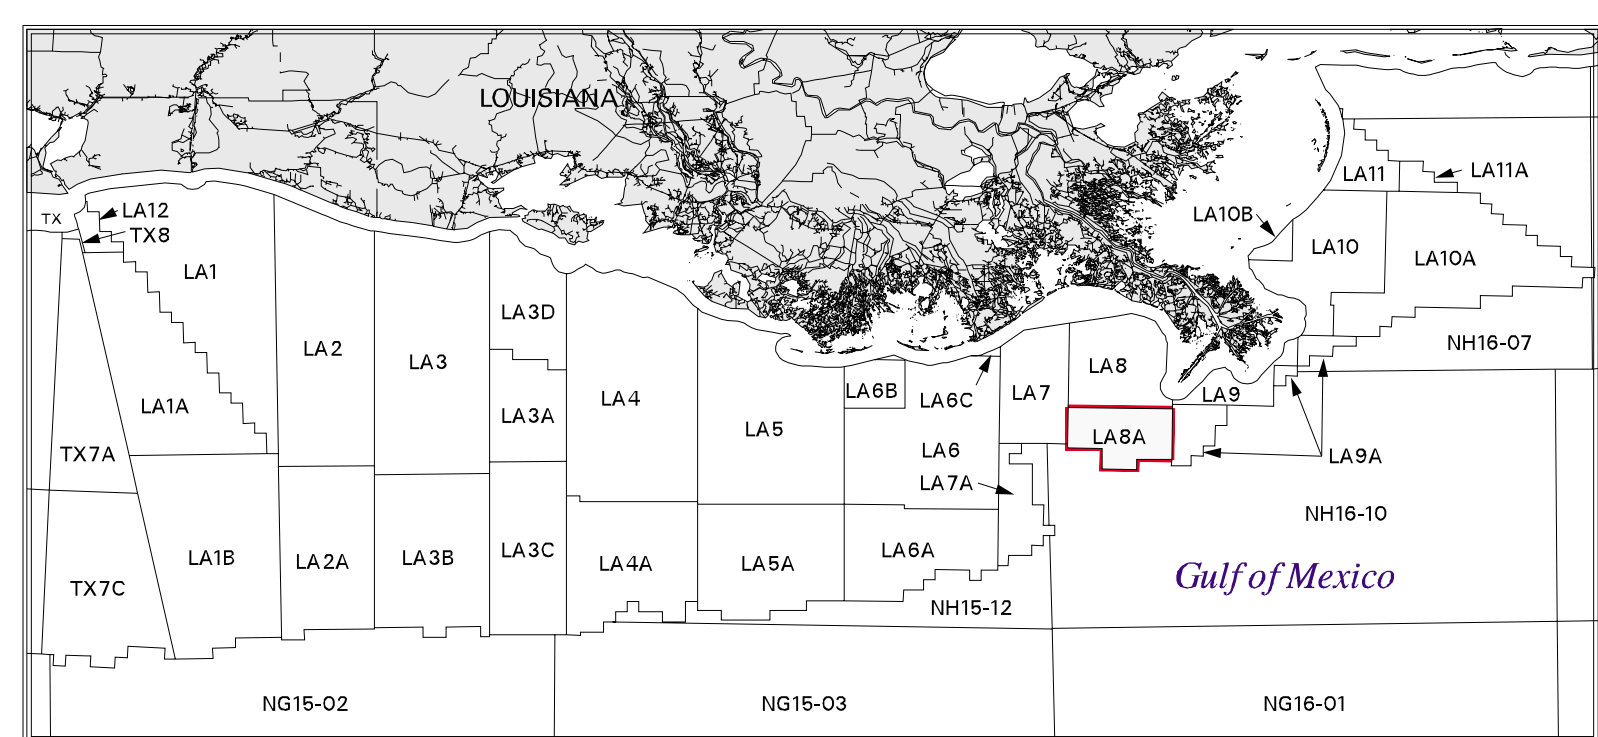 LOUISIANA
LA11
LA11A
TX
LA12
LA10B
TX8
LA10
LA10A
LA1
LA3D
NH16-07
LA2
LA3
LA8
LA7
LA9
LA6B
LA6C
LA4
LA1A
LA3A
LA5
LA8A
LA6
TX7A
LA9A
LA7A
NH16-10
LA1B
LA2A
LA3B
LA3C
LA6A
LA4A
LA5A
Gulf of Mexico
TX7C
NH15-12
NG15-02
NG15-03
NG16-01